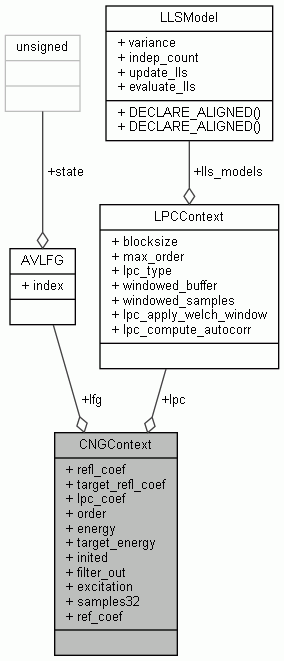 unsigned
+state
AVLFG
+ index
LLSModel
+ variance
+ indep_count
+ update_lls
+ evaluate_lls
+ DECLARE_ALIGNED()
+ DECLARE_ALIGNED()
+lls_models
LPCContext
+ blocksize
+ max_order
+ lpc_type
+ windowed_buffer
+ windowed_samples
+ lpc_apply_welch_window
+ lpc_compute_autocorr
+lfg
+lpc
CNGContext
+ refl_coef
+ target_refl_coef
+ lpc_coef
+ order
+ energy
+ target_energy
+ inited
+ filter_out
+ excitation
+ samples32
+ ref_coef